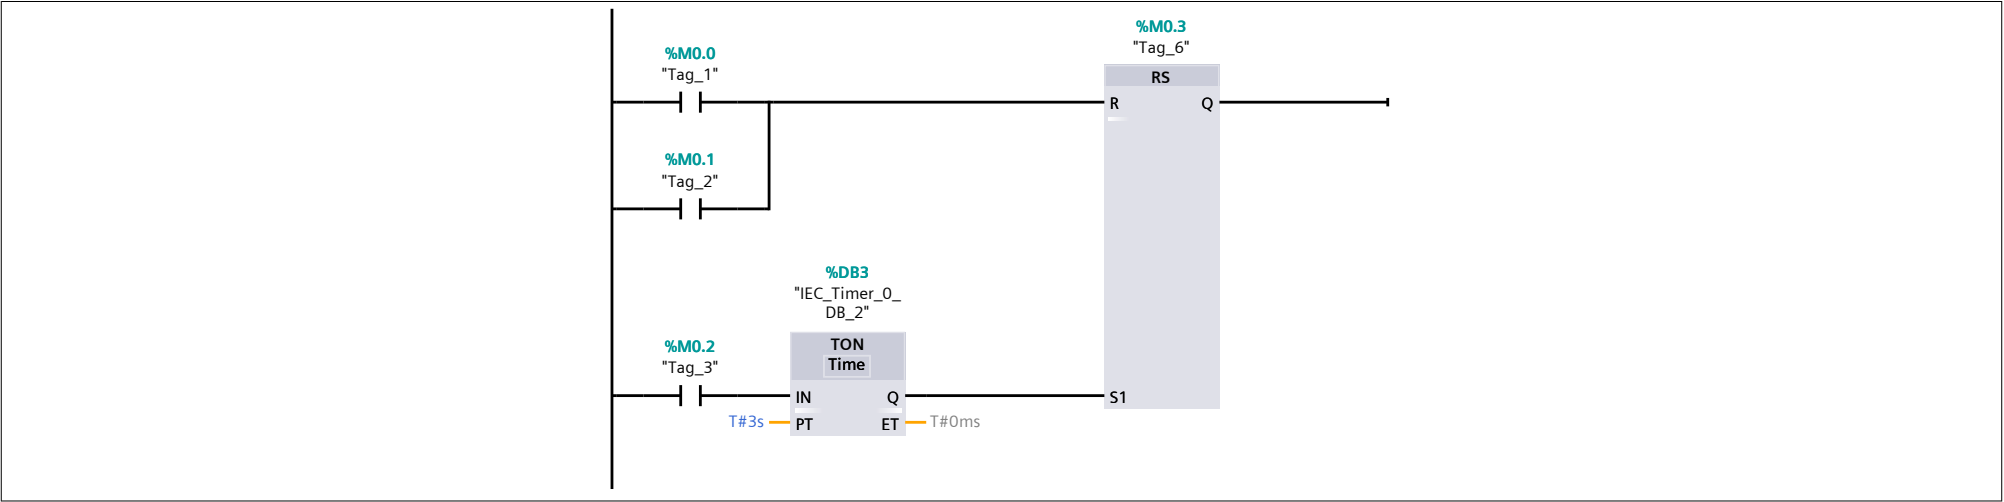 %M0.3
"Tag_6"
%M0.0
"Tag_1"
RS
R
Q
%M0.1
"Tag_2"
%DB3
"IEC_Timer_0_
DB_2"
%M0.2
"Tag_3"
TON
Time
IN
Q
S1
T#3s
PT
ET
T#0ms